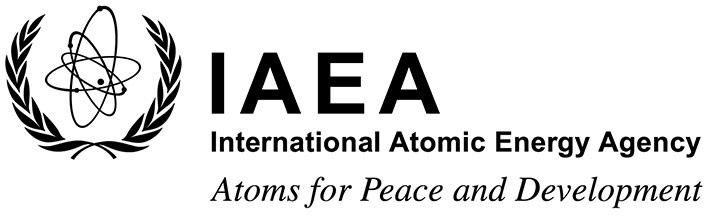 IAEA
International Atomic Energy Agency
Atoms for Peace and Development